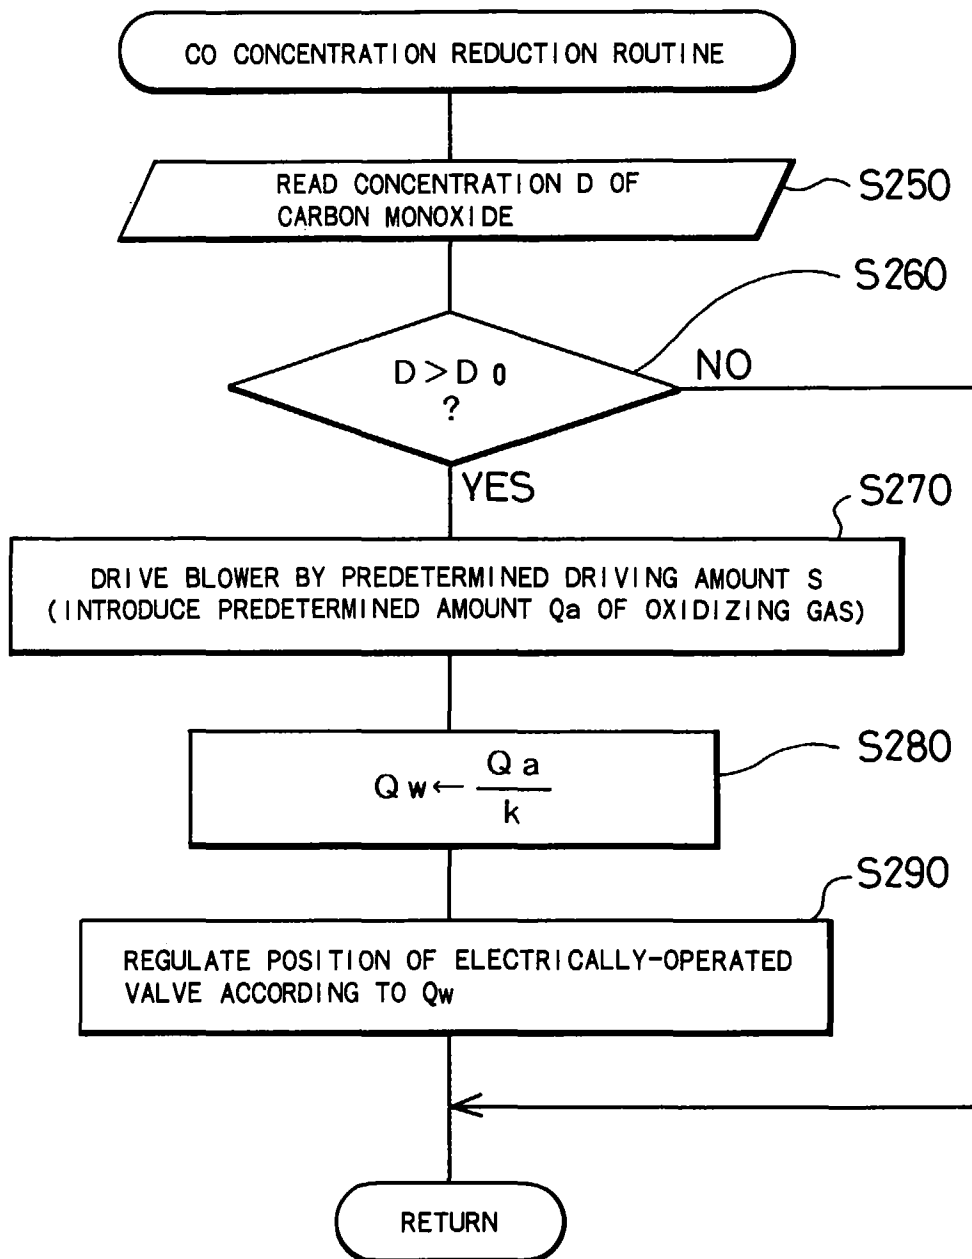 CO CONCENTRATION REDUCTION ROUTINE
READ CONCENTRATION D OF
CARBON MONOXIDE
S250
S260
D > D 0
?
NO
YES
S270
DRIVE BLOWER BY PREDETERMINED DRIVING AMOUNT S
(INTRODUCE PREDETERMINED AMOUNT Qa OF OXIDIZING GAS)
S280
Qw ← Qa
k
S290
REGULATE POSITION OF ELECTRICALLY-OPERATED
VALVE ACCORDING TO Qw
RETURN